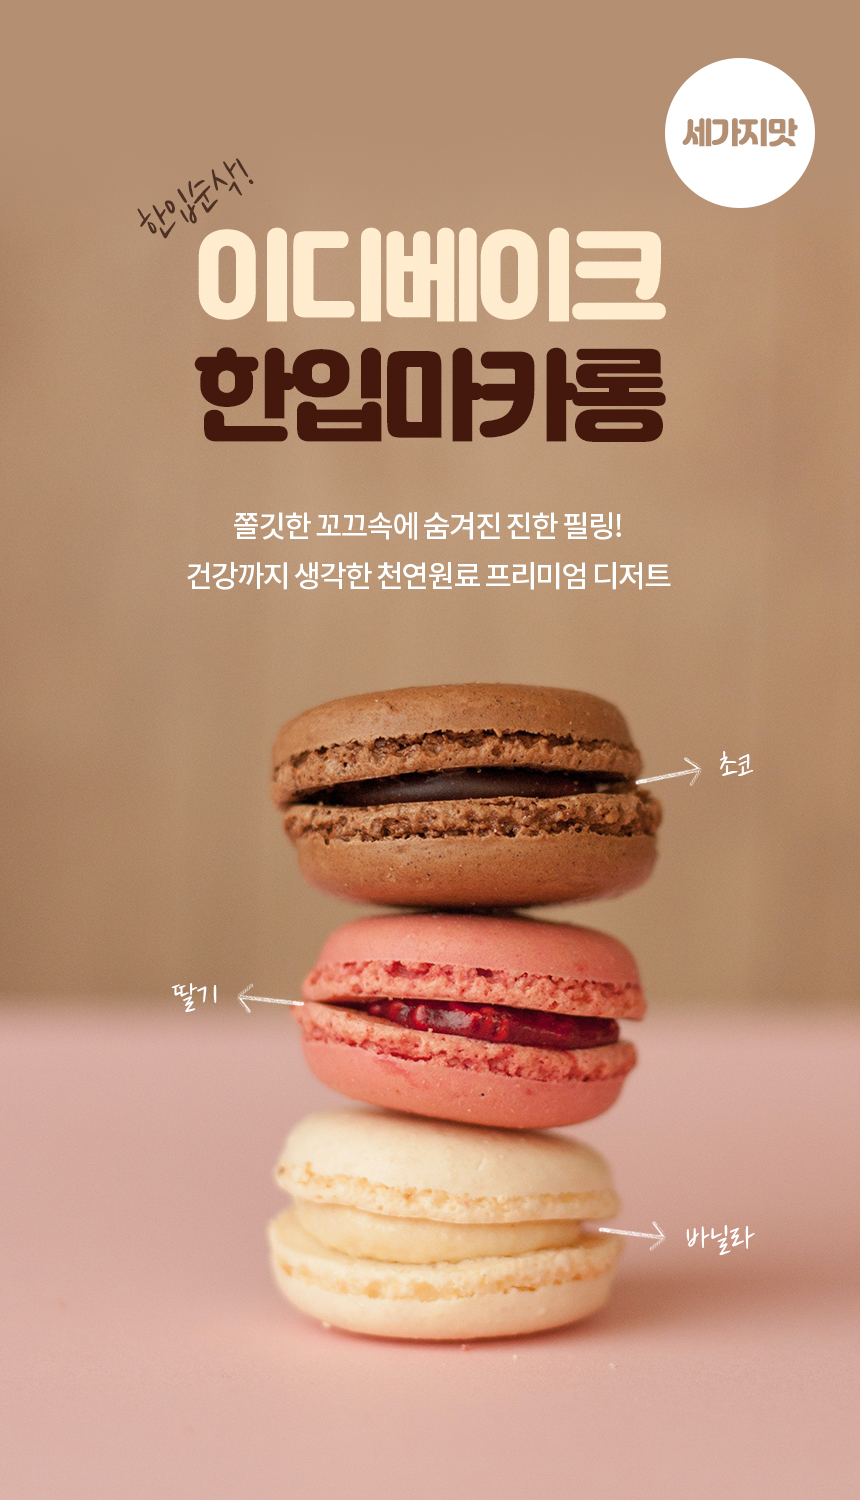 세가지맛
한입순삭!
이디베이크
한입마카롱
쫄깃한 꼬끄속에 숨겨진 진한 필링!
건강까지 생각한 천연원료 프리미엄 디저트
초코
딸기
바닐라